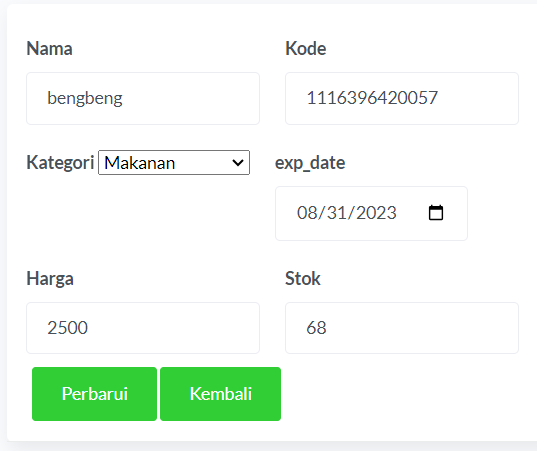 Nama Kode
bengbeng 1116396420057
Kategori Makanan exp_date
08/31/2023
Harga Stok
2500 68
Perbarui Kembali